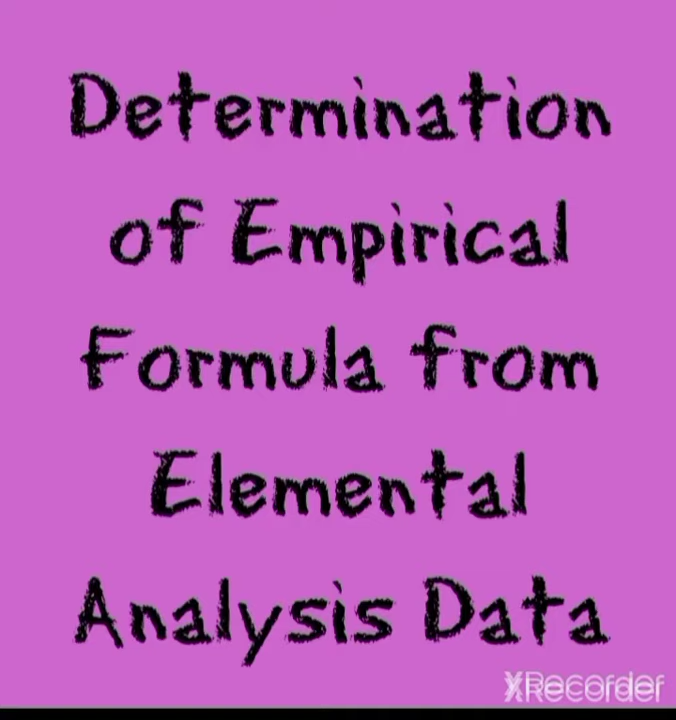 Determination
of Empirical
Formula from
Elemental
Analysis Data
XRecorder